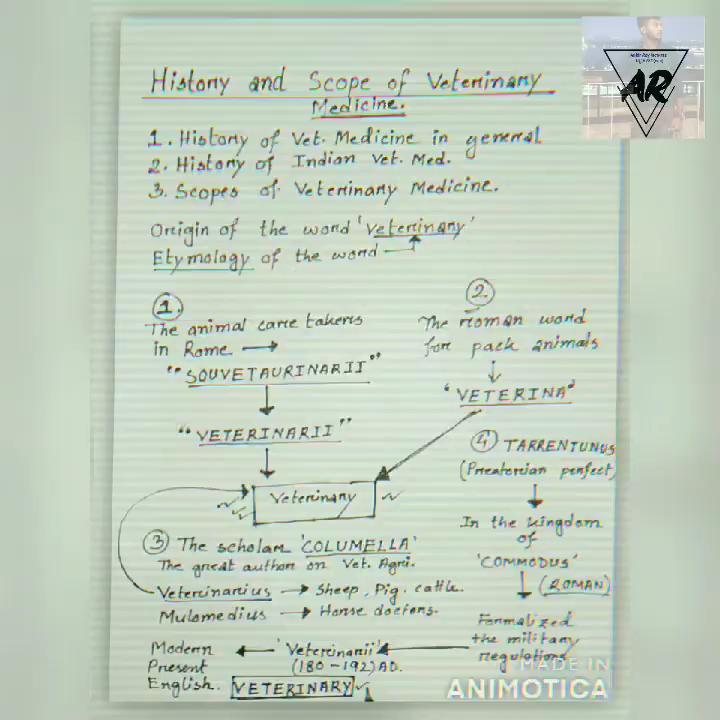 History and Scope of Veterinary
Medicine.
1. History of Vet. Medicine in general
2. History of Indian Vet. Med.
3. Scopes of Veterinary Medicine.
Origin of the word 'Veterinary'
Etymology of the word
1.
The animal care takers
in Rome →
"SOUVETAURINARII"
"VETERINARII"
Veterinary
2.
The roman word
for pack animals
'VETERINA'
3
The scholar 'COLUMELLA'
The great author on Vet. Agri.
Veterinarius → Sheep, Pig, cattle.
Mulomedius → Horse doctors.
4 TARRENTUNUS
(Preatorian perfect)
In the kingdom
of
'COMMODUS'
(ROMAN)
Formalized
the military
regulations
'Veterinarii'
(180-192) AD.
Modern
Present
English. VETERINARY
AR
MADE IN
ANIMOTICA